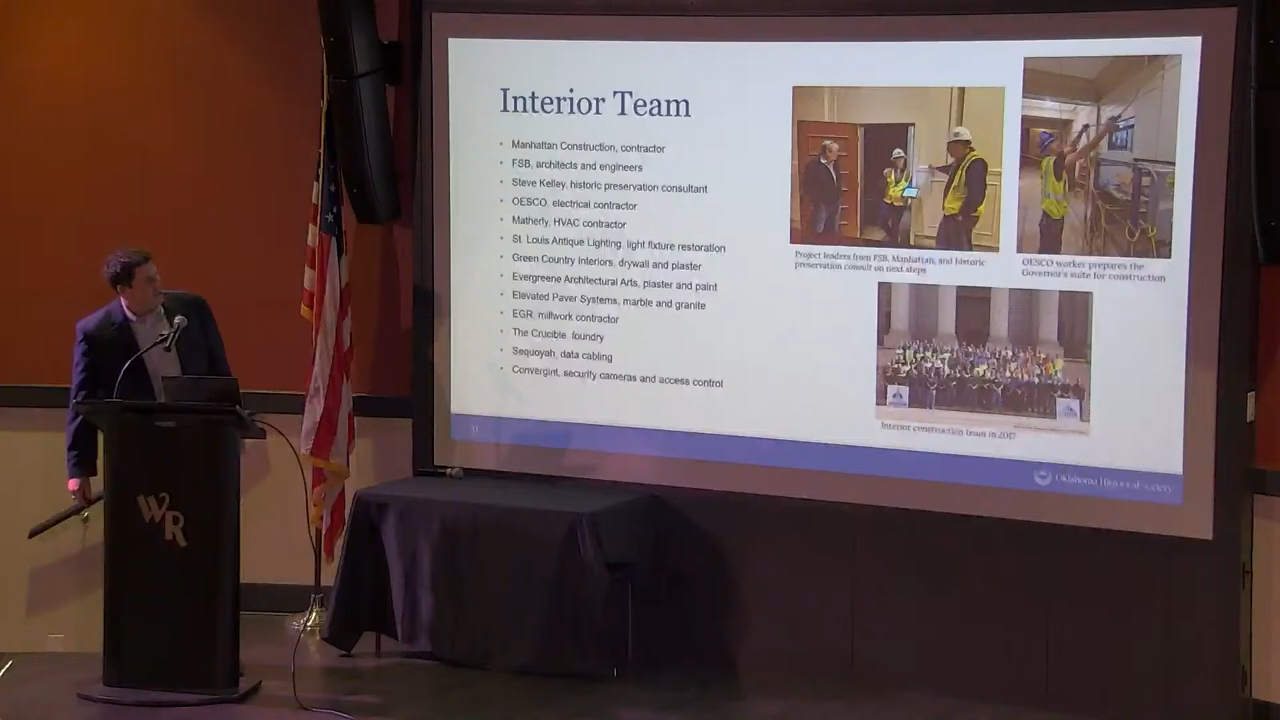 Interior Team
• Manhattan Construction, contractor
• FSB, architects and engineers
• Steve Kelley, historic preservation consultant
• OESCO, electrical contractor
• Matherly, HVAC contractor
• St. Louis Antique Lighting, light fixture restoration
• Green Country Interiors, drywall and plaster
• Evergreene Architectural Arts, plaster and paint
• Elevated Paver Systems, marble and granite
• EGR, millwork contractor
• The Crucible, foundry
• Sequoyah, data cabling
• Convergint, security cameras and access control
Project leaders from FSB, Manhattan, and historic
preservation consult on next steps
OESCO worker prepares the
Governor's suite for construction
Interior construction team in 2017
Oklahoma Historical Society
WR